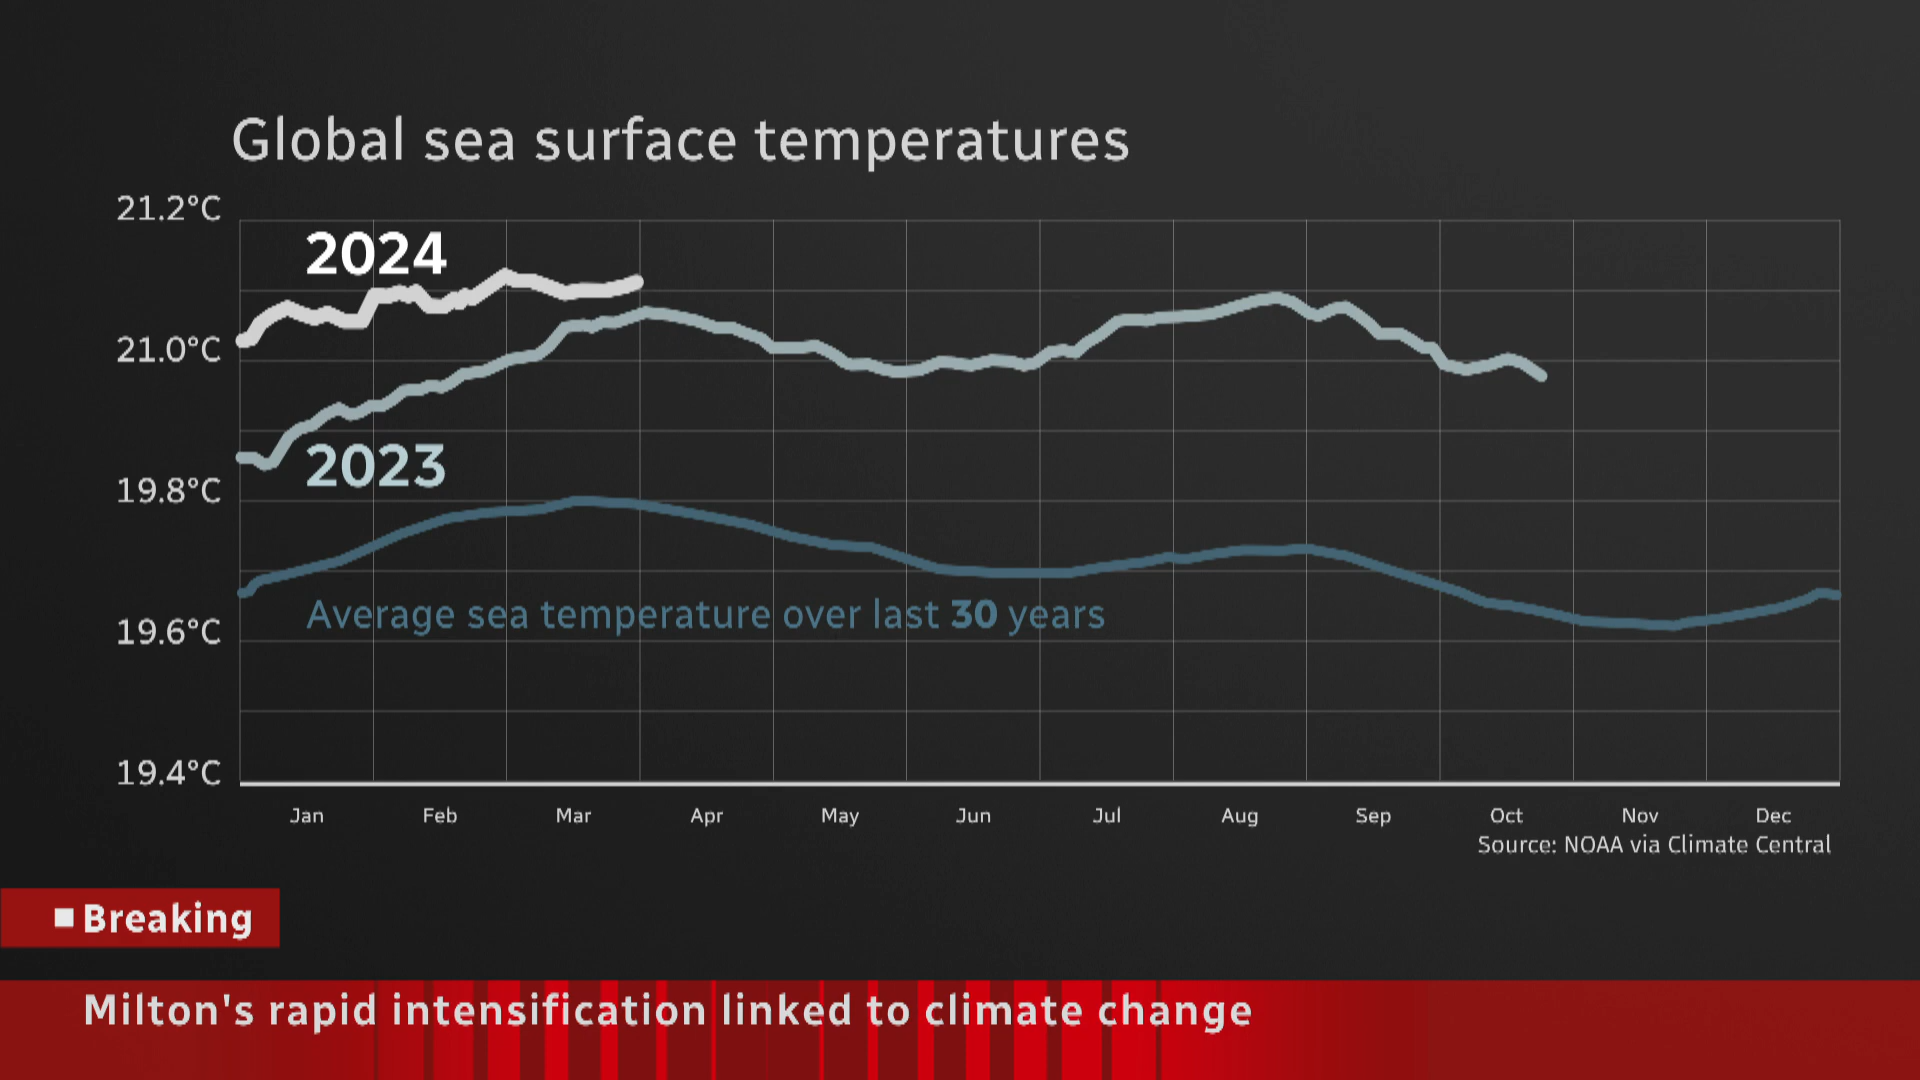 Global sea surface temperatures
21.2°C
2024
21.0°C
2023
19.8°C
Average sea temperature over last 30 years
19.6°C
19.4°C
Jan Feb Mar Apr May Jun Jul Aug Sep Oct Nov Dec
Source: NOAA via Climate Central
Breaking
Milton's rapid intensification linked to climate change